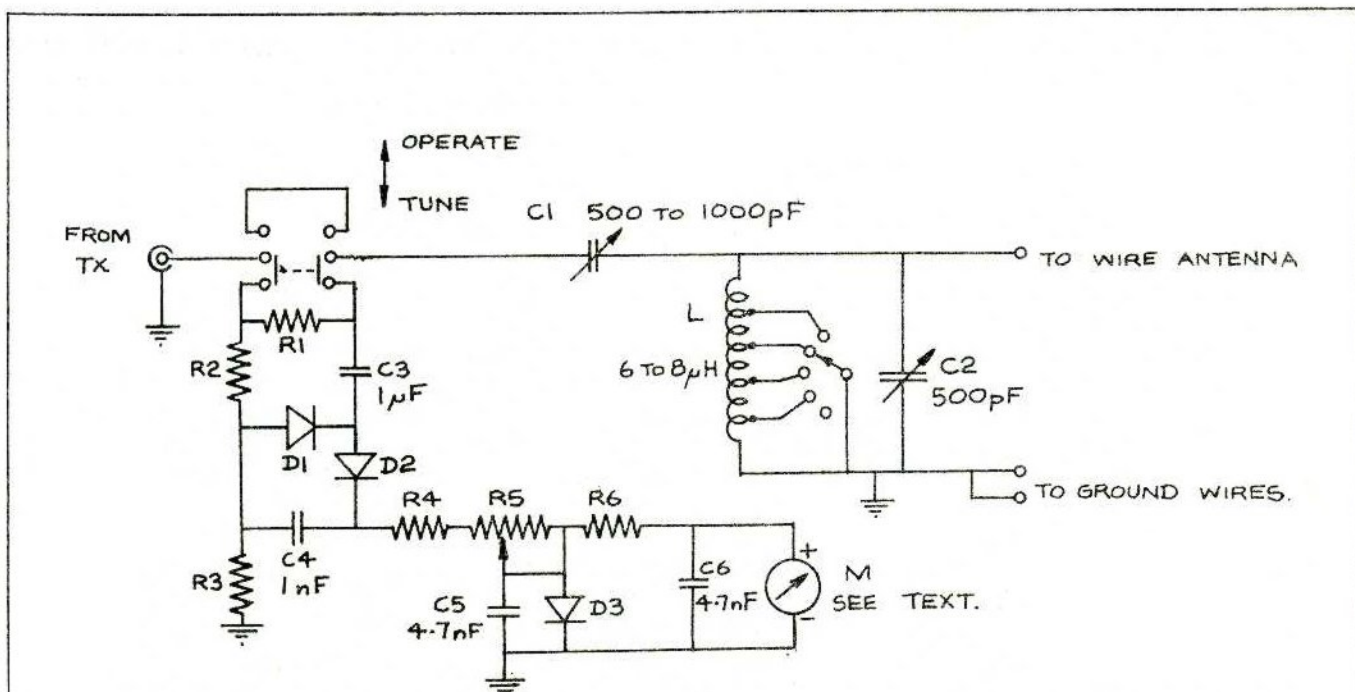 OPERATE
TUNE
FROM
TX
C1 500 TO 1000pF
TO WIRE ANTENNA
R1
R2
C3
1μF
L
6 TO 8μH
C2
500pF
D1
D2
R4
R5
R6
TO GROUND WIRES.
C4
1nF
R3
C5
4.7nF
D3
C6
4.7nF
+
M
SEE TEXT.
-